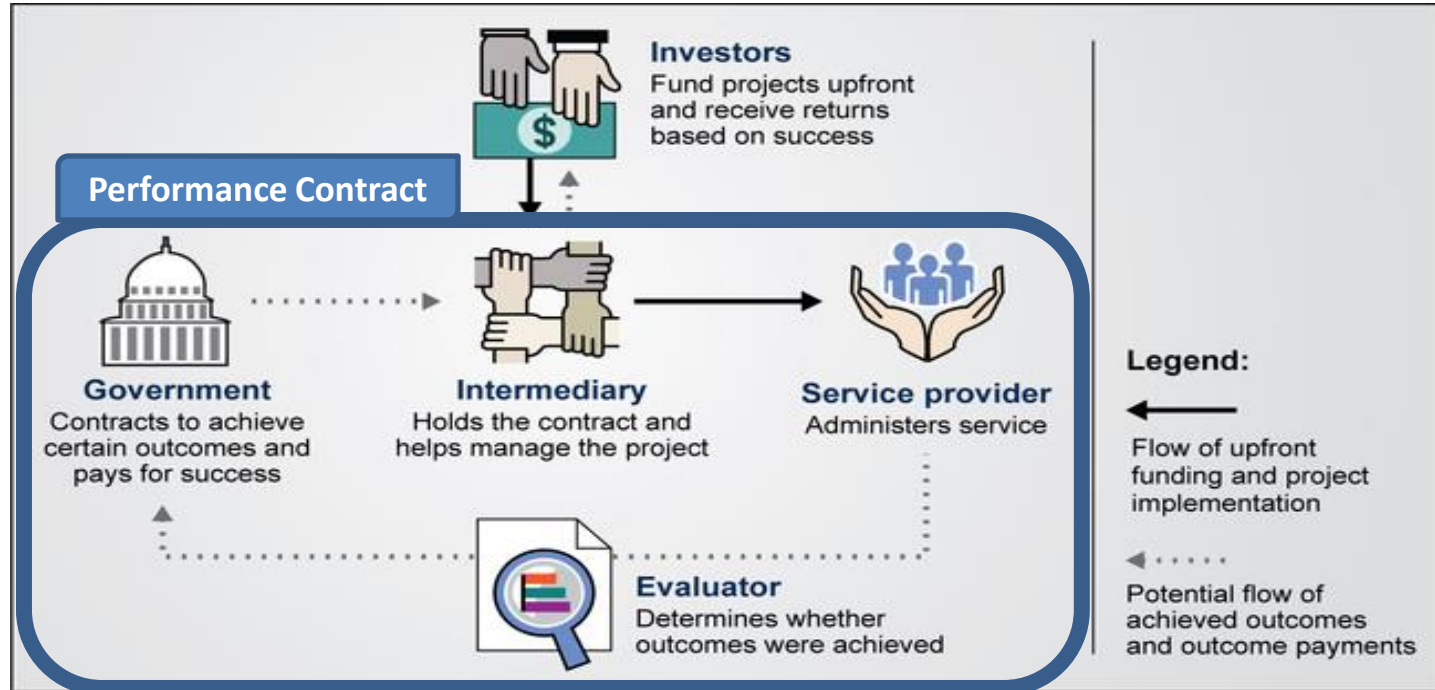 Investors
Fund projects upfront
and receive returns
based on success
$
Performance Contract
Government
Contracts to achieve
certain outcomes and
pays for success
Intermediary
Holds the contract and
helps manage the project
Service provider
Administers service
Evaluator
Determines whether
outcomes were achieved
Legend:
Flow of upfront
funding and project
implementation
Potential flow of
achieved outcomes
and outcome payments